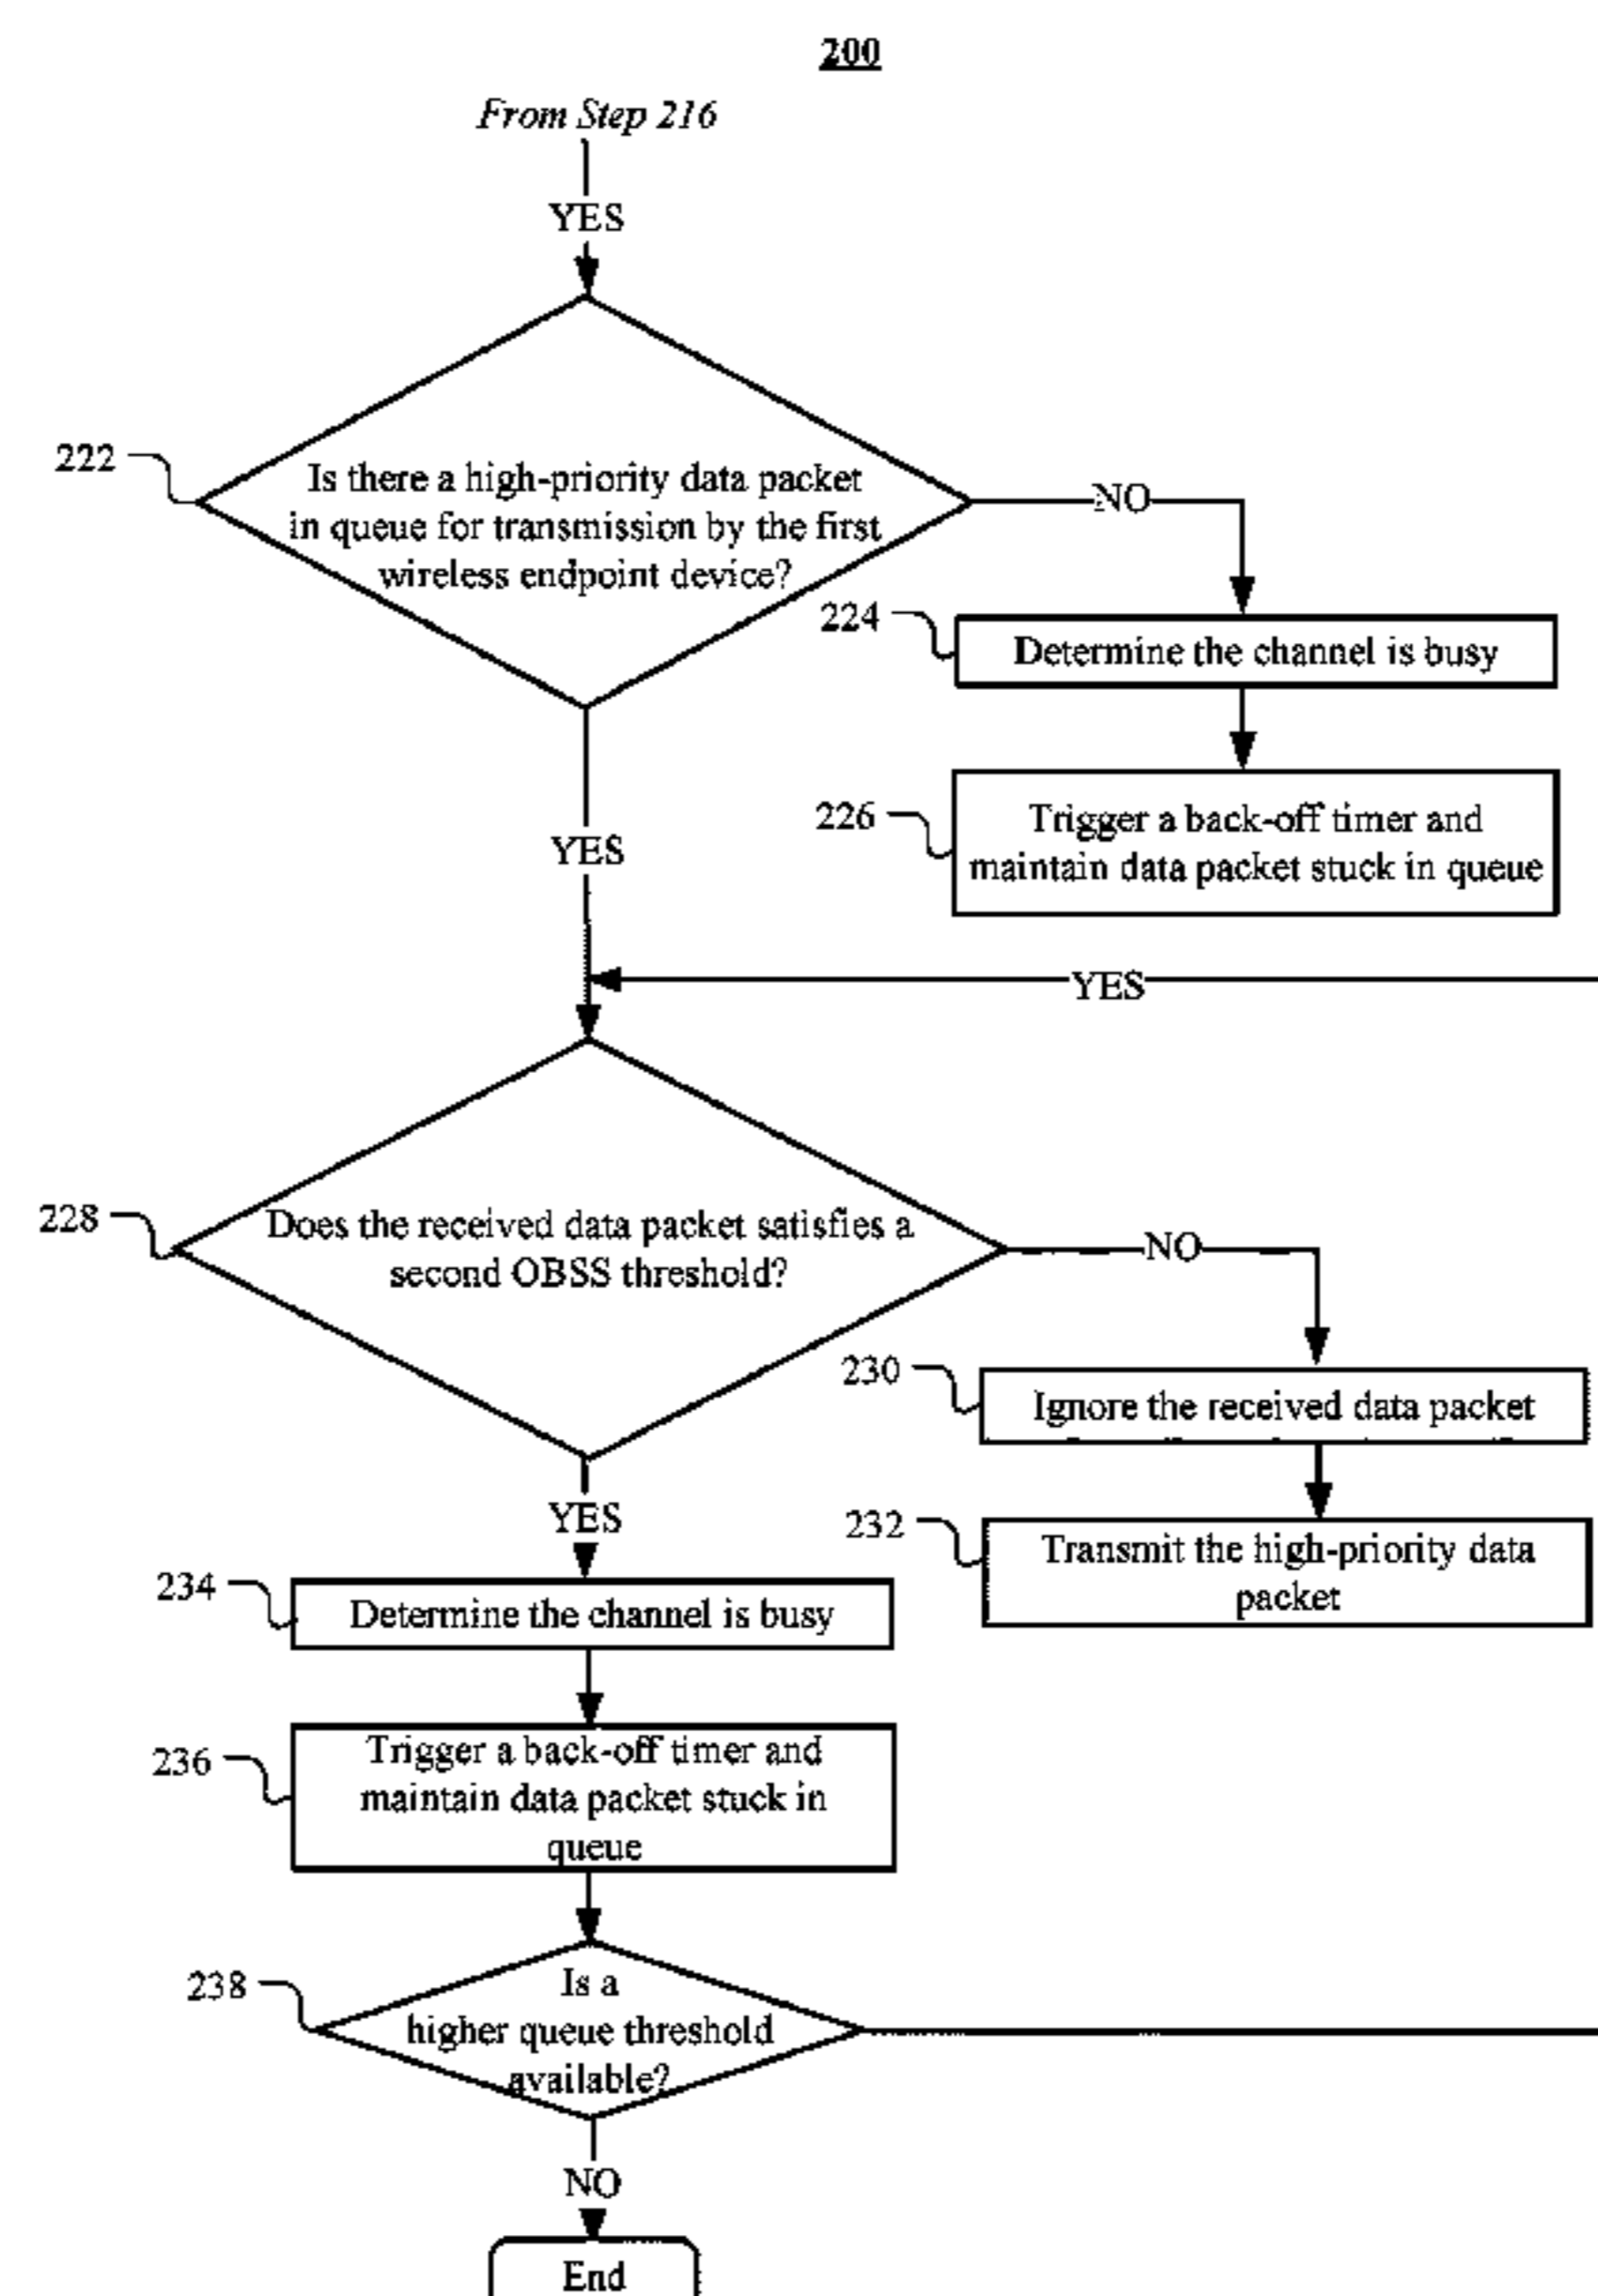 200
From Step 216
YES
222
Is there a high-priority data packet
in queue for transmission by the first
wireless endpoint device?
NO
224
Determine the channel is busy
226
Trigger a back-off timer and
maintain data packet stuck in queue
YES
YES
228
Does the received data packet satisfies a
second OBSS threshold?
NO
230
Ignore the received data packet
232
Transmit the high-priority data
packet
YES
234
Determine the channel is busy
236
Trigger a back-off timer and
maintain data packet stuck in
queue
238
Is a
higher queue threshold
available?
NO
End